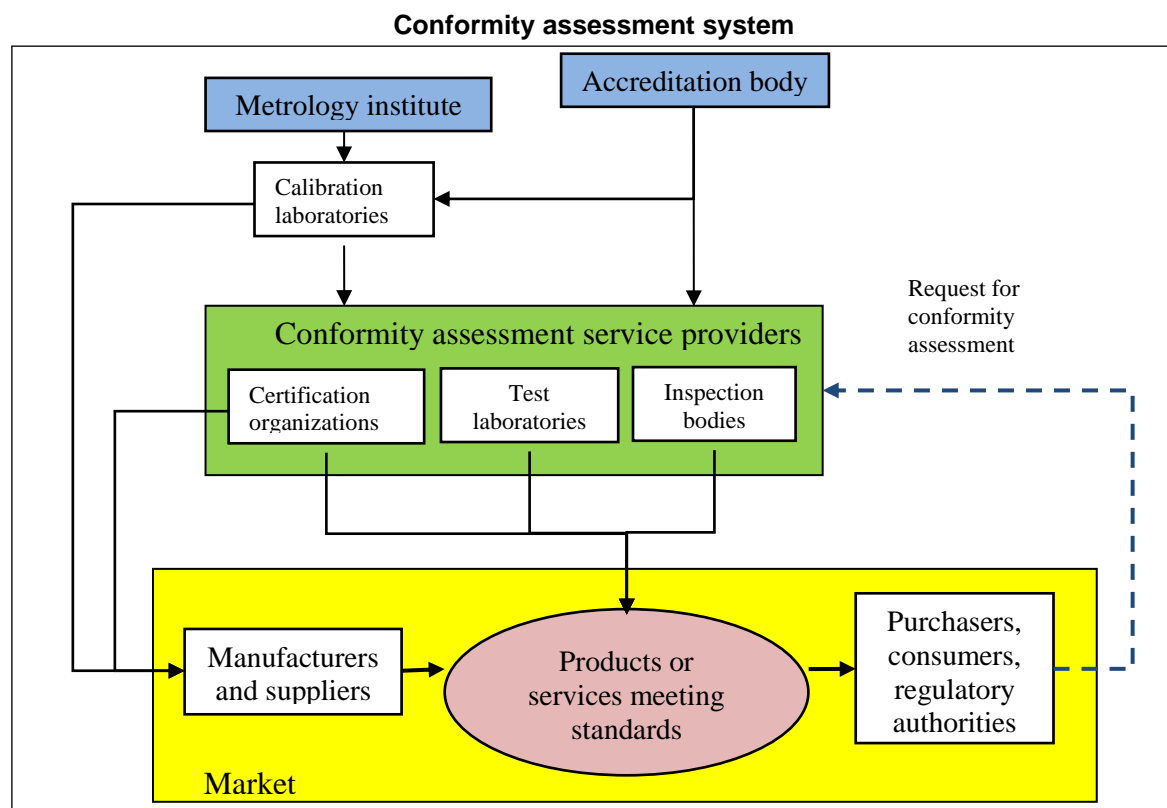 Conformity assessment system
Accreditation body
Metrology institute
Calibration
laboratories
Request for
conformity
assessment
Conformity assessment service providers
Certification
organizations
Test
laboratories
Inspection
bodies
Manufacturers
and suppliers
Products or
services meeting
standards
Purchasers,
consumers,
regulatory
authorities
Market